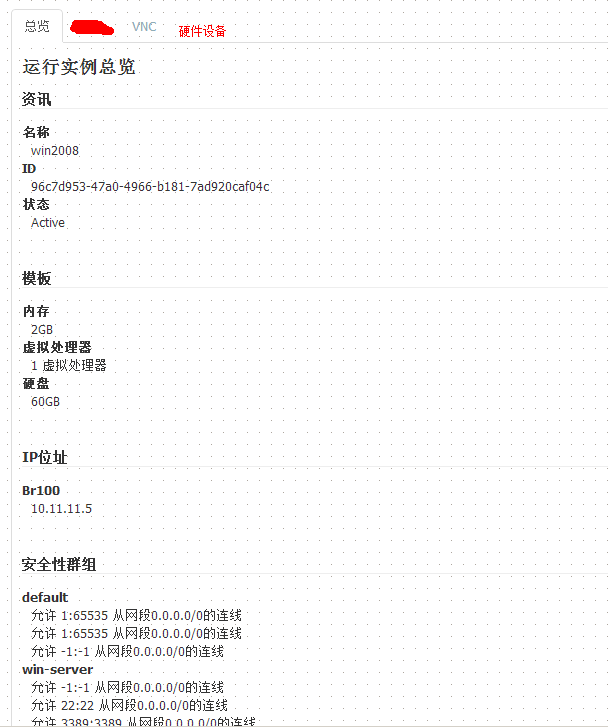 总览 VNC 硬件设备
运行实例总览
资讯
名称
win2008
ID
96c7d953-47a0-4966-b181-7ad920caf04c
状态
Active
模板
内存
2GB
虚拟处理器
1 虚拟处理器
硬盘
60GB
IP位址
Br100
10.11.11.5
安全性群组
default
允许 1:65535 从网段0.0.0.0/0的连线
允许 1:65535 从网段0.0.0.0/0的连线
允许 -1:-1 从网段0.0.0.0/0的连线
win-server
允许 -1:-1 从网段0.0.0.0/0的连线
允许 22:22 从网段0.0.0.0/0的连线
允许 3389:3389 从网段0.0.0.0/0的连线